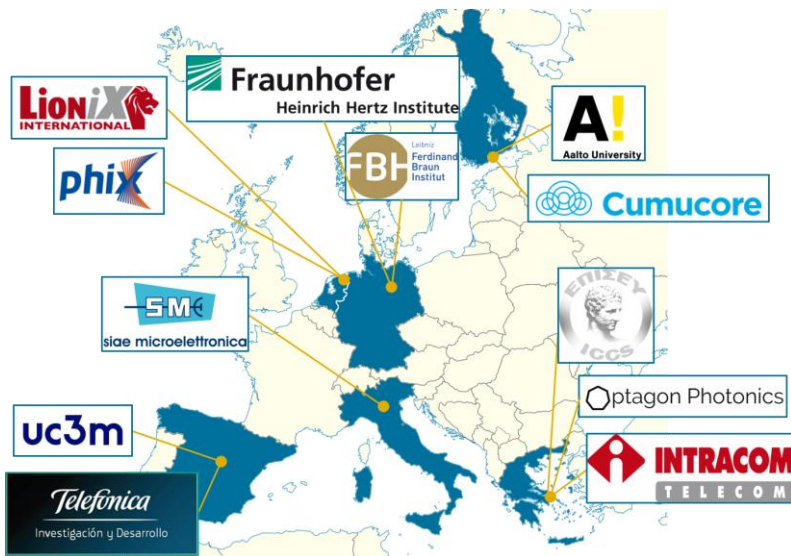 Fraunhofer
Heinrich Hertz Institute
LioniX
INTERNATIONAL
A!
Aalto University
FBH
Leibniz
Ferdinand
Braun
Institut
phix
Cumucore
ΕΠΙΣΕΥ
ICCS
SM
siae microelettronica
Optagon Photonics
uc3m
INTRACOM
TELECOM
Telefónica
Investigación y Desarrollo